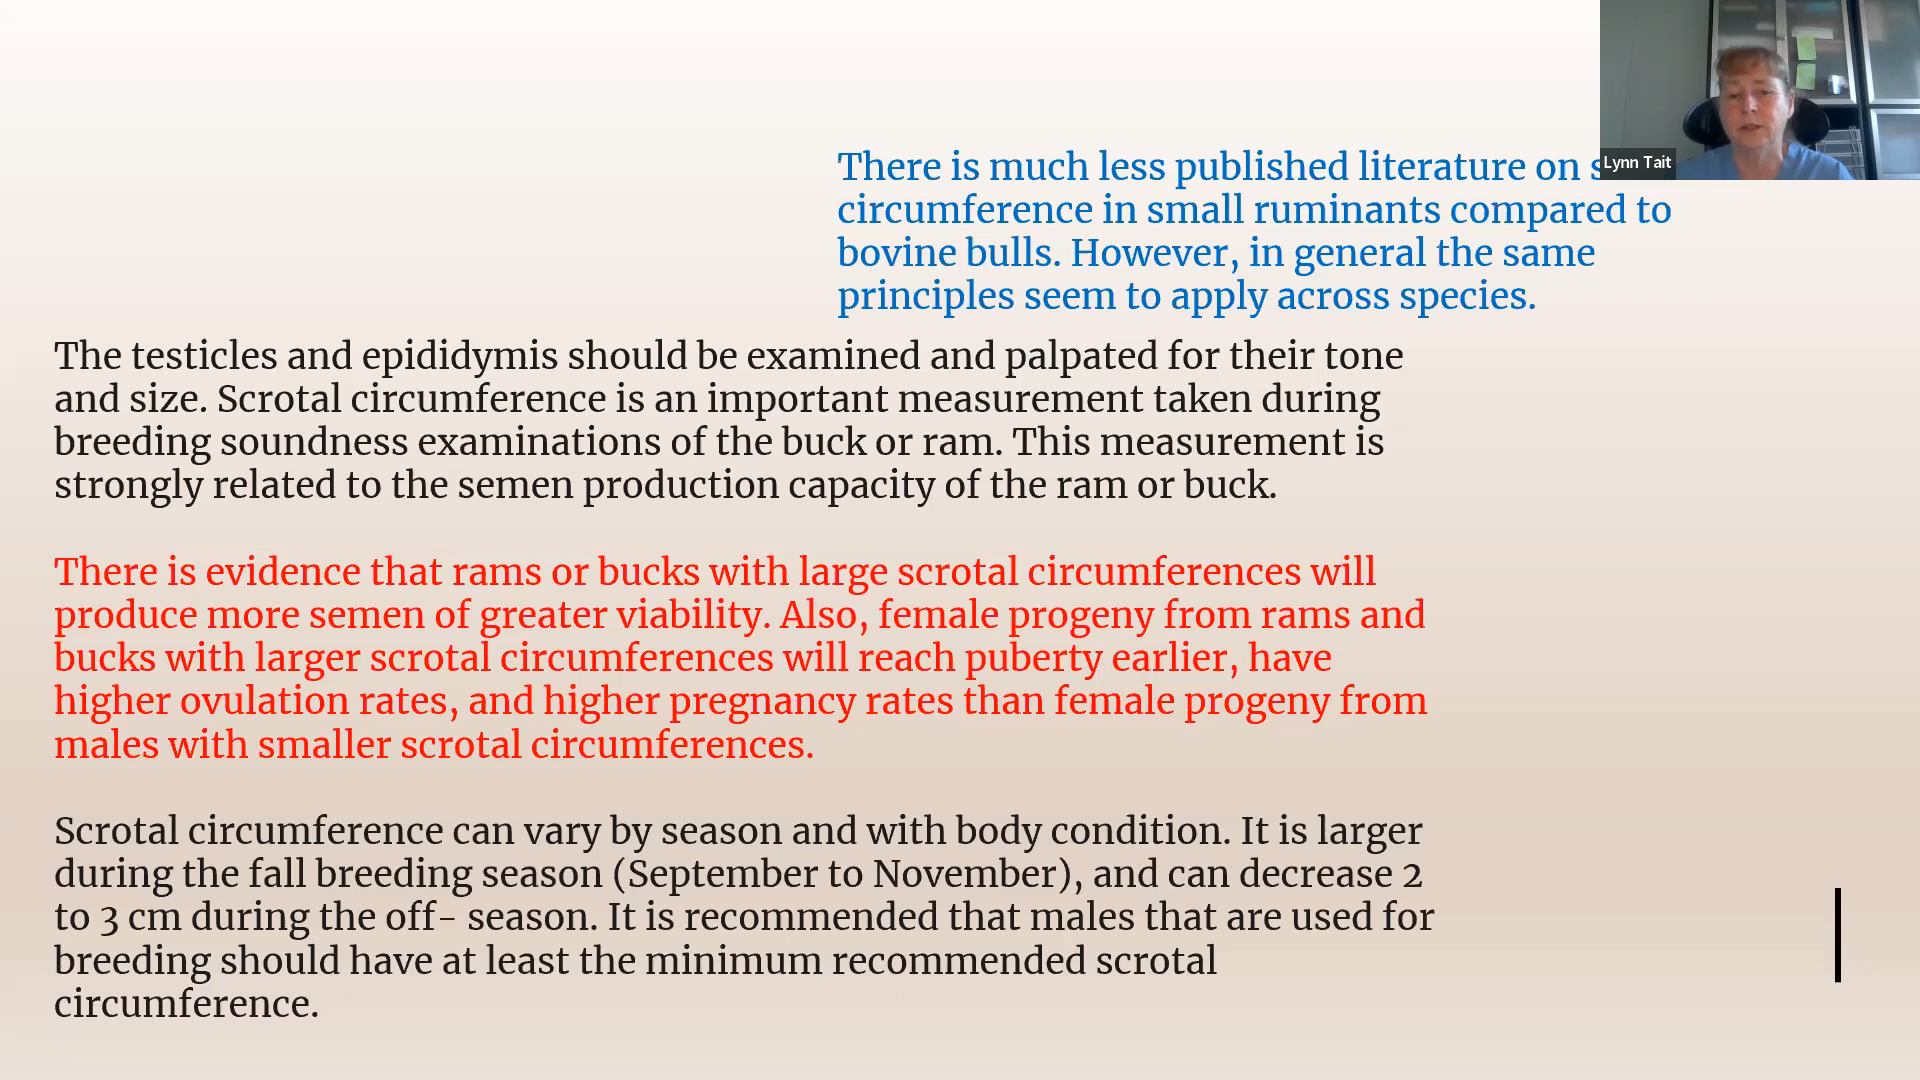 There is much less published literature on
circumference in small ruminants compared to
bovine bulls. However, in general the same
principles seem to apply across species.
Lynn Tait
The testicles and epididymis should be examined and palpated for their tone
and size. Scrotal circumference is an important measurement taken during
breeding soundness examinations of the buck or ram. This measurement is
strongly related to the semen production capacity of the ram or buck.
There is evidence that rams or bucks with large scrotal circumferences will
produce more semen of greater viability. Also, female progeny from rams and
bucks with larger scrotal circumferences will reach puberty earlier, have
higher ovulation rates, and higher pregnancy rates than female progeny from
males with smaller scrotal circumferences.
Scrotal circumference can vary by season and with body condition. It is larger
during the fall breeding season (September to November), and can decrease 2
to 3 cm during the off- season. It is recommended that males that are used for
breeding should have at least the minimum recommended scrotal
circumference.